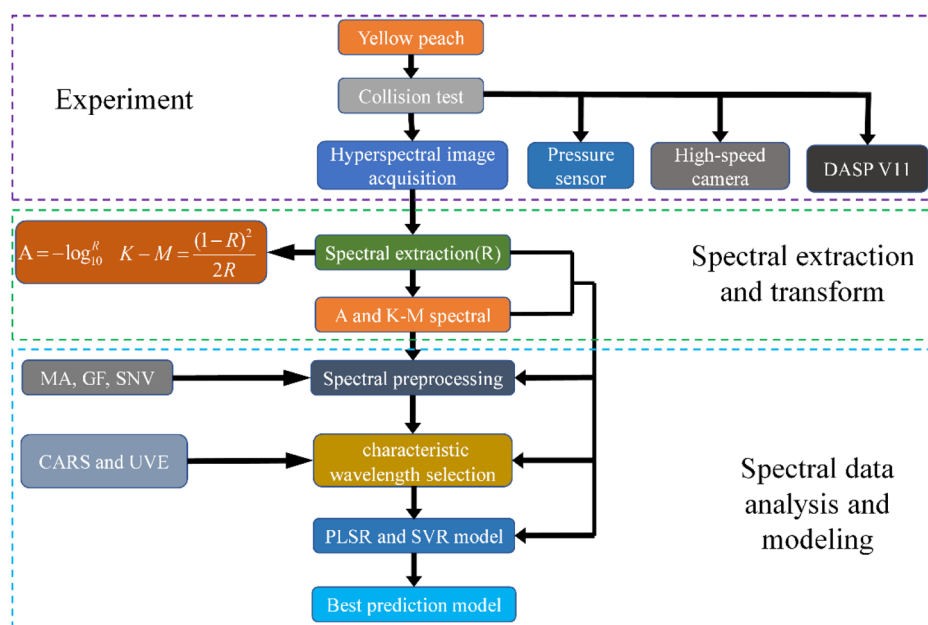 Yellow peach
Experiment
Collision test
Hyperspectral image
acquisition
Pressure
sensor
High-speed
camera
DASP V11
A = −log₁₀ᴿ K − M = (1−R)² / 2R
Spectral extraction(R)
Spectral extraction
and transform
A and K-M spectral
MA, GF, SNV
Spectral preprocessing
CARS and UVE
characteristic
wavelength selection
Spectral data
analysis and
modeling
PLSR and SVR model
Best prediction model